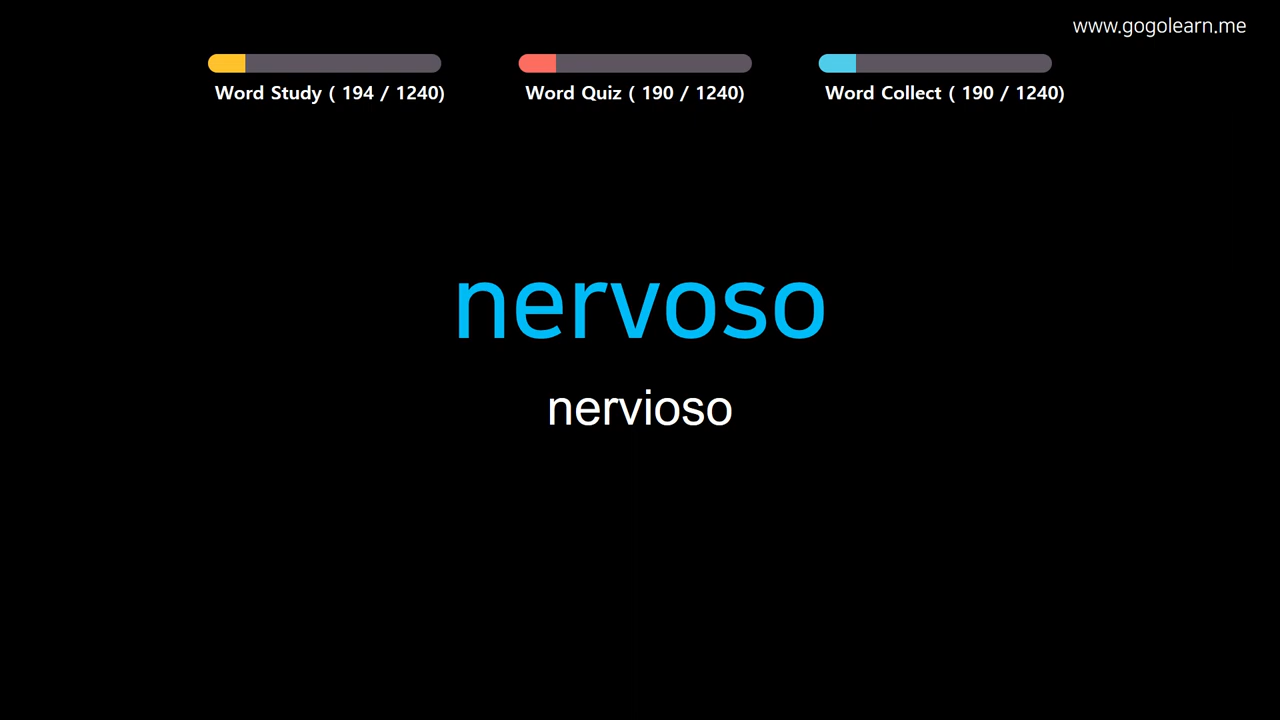 www.gogolearn.me
Word Study ( 194 / 1240)
Word Quiz ( 190 / 1240)
Word Collect ( 190 / 1240)
nervoso
nervioso